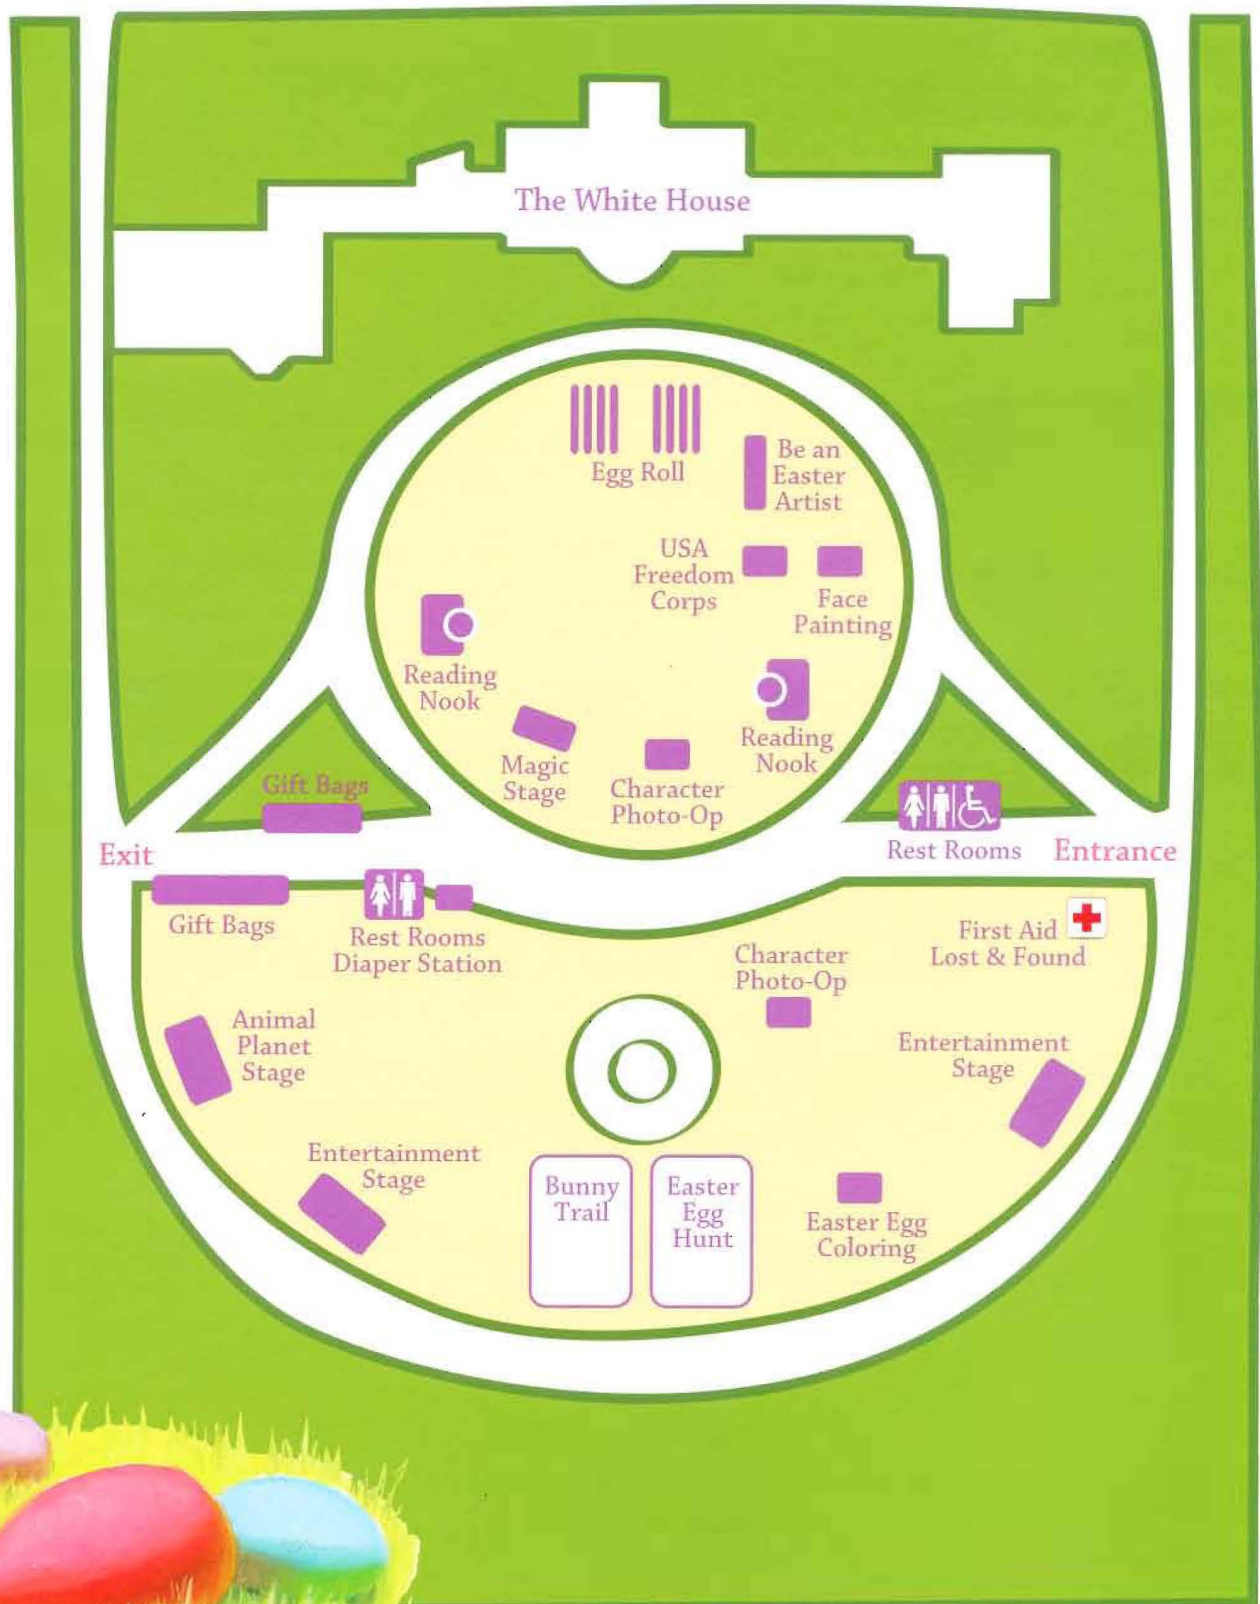 The White House
Egg Roll
Be an
Easter
Artist
USA
Freedom
Corps
Face
Painting
Reading
Nook
Magic
Stage
Character
Photo-Op
Reading
Nook
Gift Bags
Rest Rooms
Exit
Entrance
Gift Bags
Rest Rooms
Diaper Station
Character
Photo-Op
First Aid
Lost & Found
Animal
Planet
Stage
Entertainment
Stage
Entertainment
Stage
Bunny
Trail
Easter
Egg
Hunt
Easter Egg
Coloring